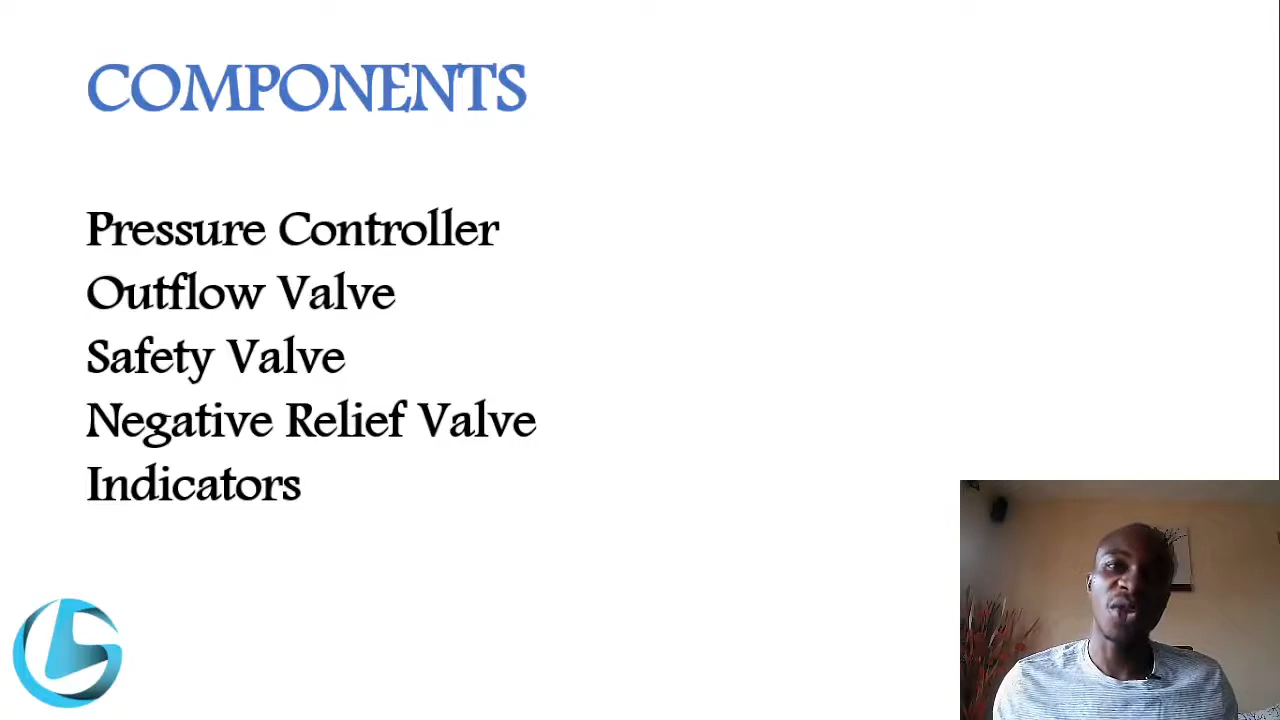 COMPONENTS
Pressure Controller
Outflow Valve
Safety Valve
Negative Relief Valve
Indicators